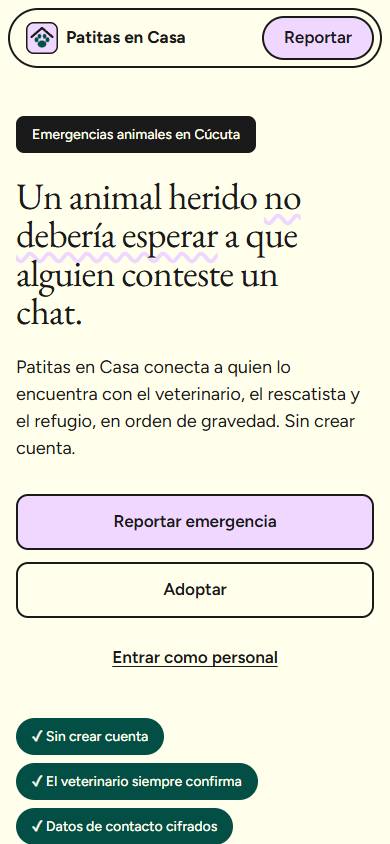 Patitas en Casa
Reportar
Emergencias animales en Cúcuta
Un animal herido no
debería esperar a que
alguien conteste un
chat.
Patitas en Casa conecta a quien lo
encuentra con el veterinario, el rescatista y
el refugio, en orden de gravedad. Sin crear
cuenta.
Reportar emergencia
Adoptar
Entrar como personal
✓ Sin crear cuenta
✓ El veterinario siempre confirma
✓ Datos de contacto cifrados